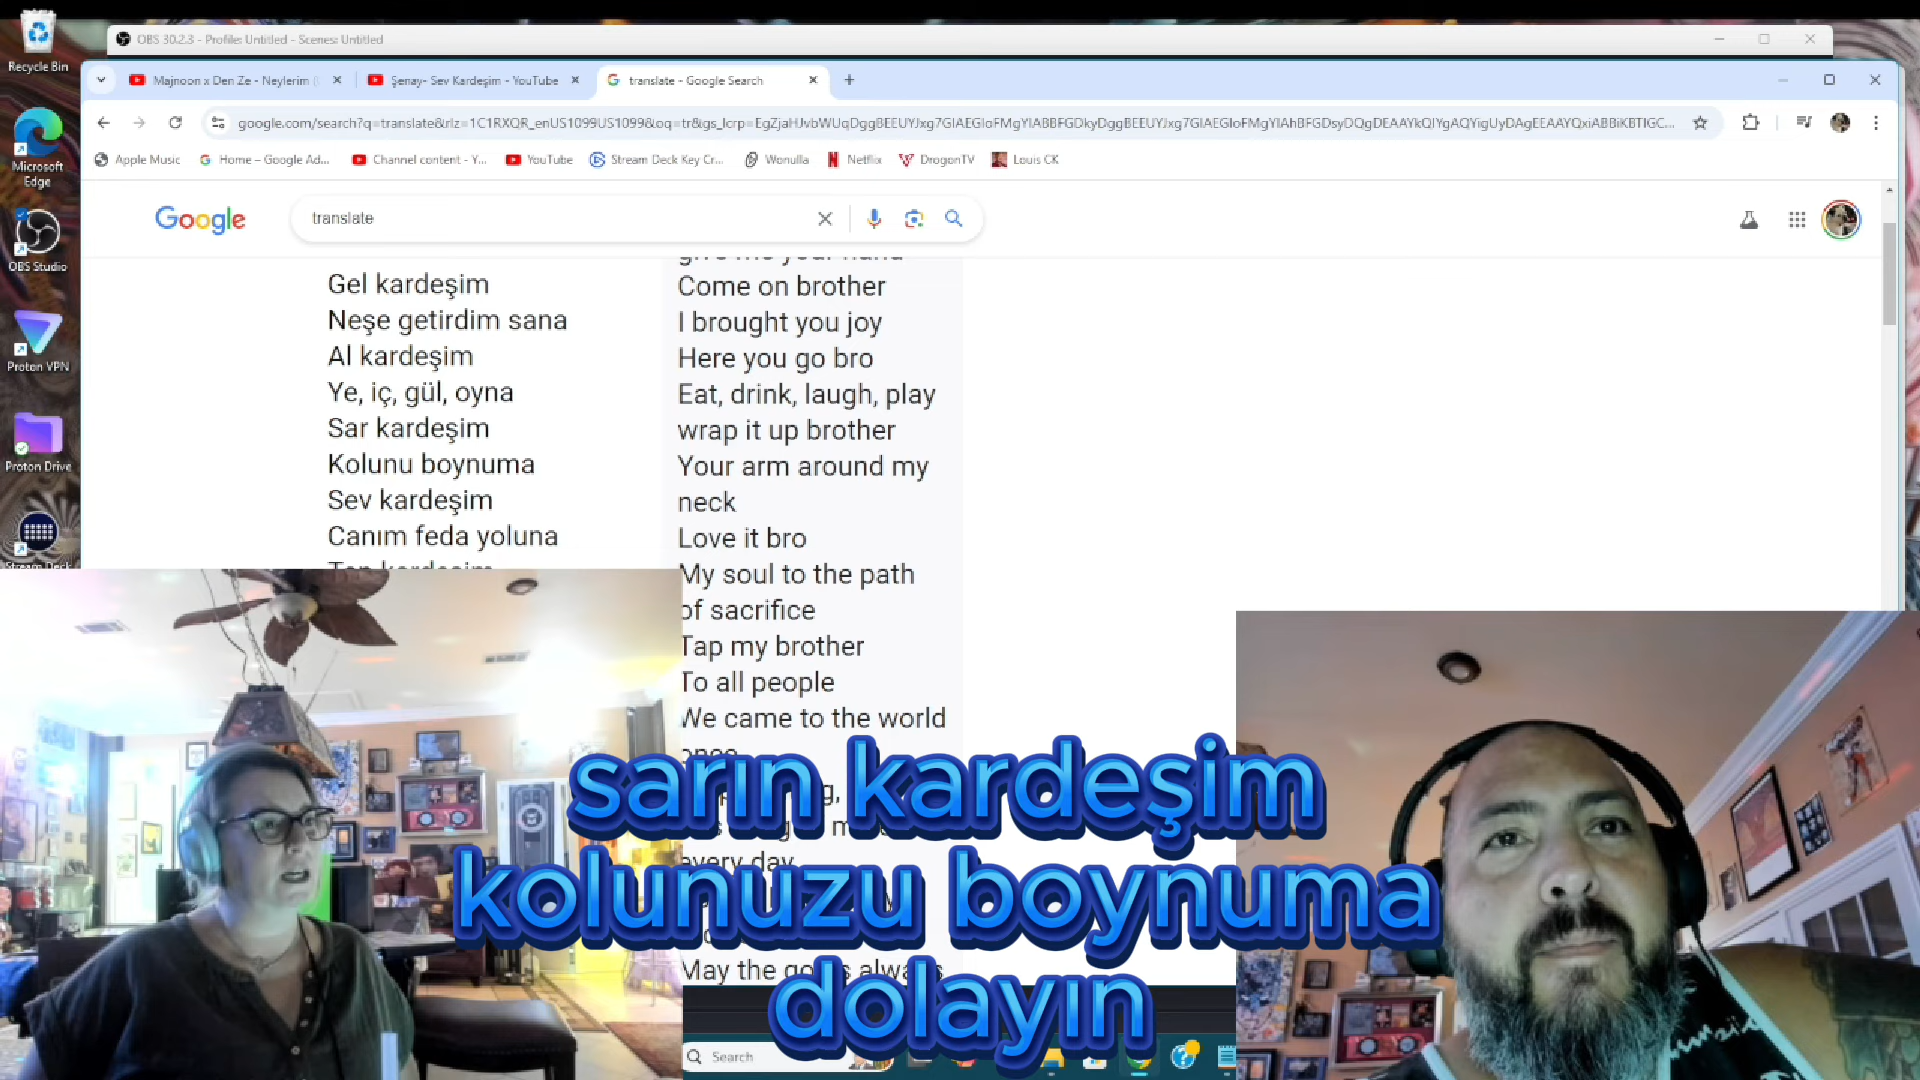 Recycle Bin
OBS 30.2.3 - Profile: Untitled - Scenes: Untitled
Majnoon x Den Ze - Neylerim
Şenay- Sev Kardeşim - YouTube
translate - Google Search
Apple Music
Home – Google Ad...
Channel content - Y...
YouTube
Stream Deck Key Cr...
Wonulla
Netflix
DrogonTV
Louis CK
Microsoft
Edge
OBS Studio
Proton VPN
Proton Drive
Google
translate
Gel kardeşim
Neşe getirdim sana
Al kardeşim
Ye, iç, gül, oyna
Sar kardeşim
Kolunu boynuma
Sev kardeşim
Canım feda yoluna
Come on brother
I brought you joy
Here you go bro
Eat, drink, laugh, play
wrap it up brother
Your arm around my
neck
Love it bro
My soul to the path
of sacrifice
Tap my brother
To all people
We came to the world
every day
May the
always
sarın kardeşim
kolunuzu boynuma
dolayın
Search